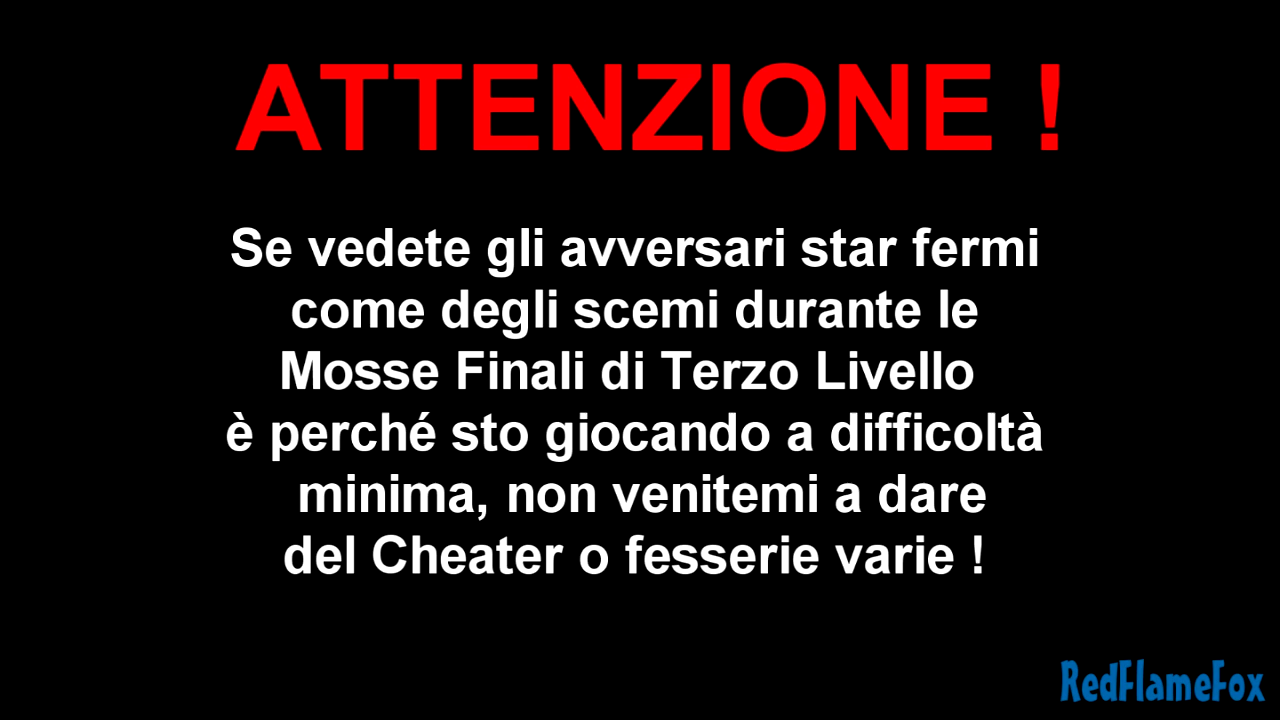 ATTENZIONE !
Se vedete gli avversari star fermi
come degli scemi durante le
Mosse Finali di Terzo Livello
è perché sto giocando a difficoltà
minima, non venitemi a dare
del Cheater o fesserie varie !
RedFlameFox